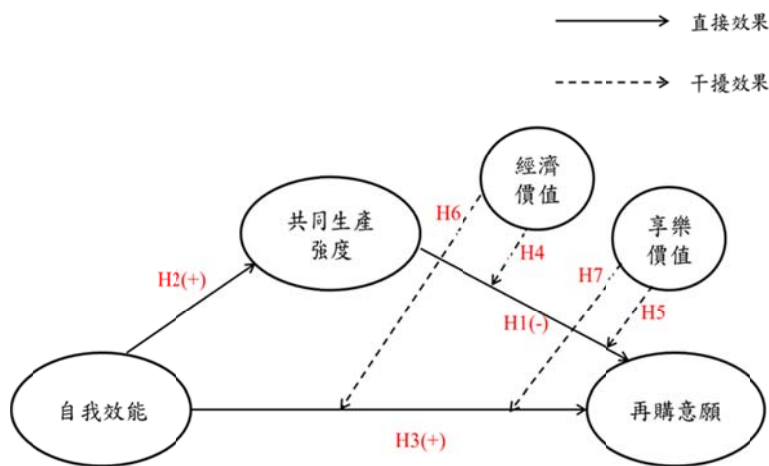 直接效果
干擾效果
經濟
價值
H6
共同生產
強度
享樂
價值
H4
H7
H2(+)
H1(-)
H5
自我效能
再購意願
H3(+)